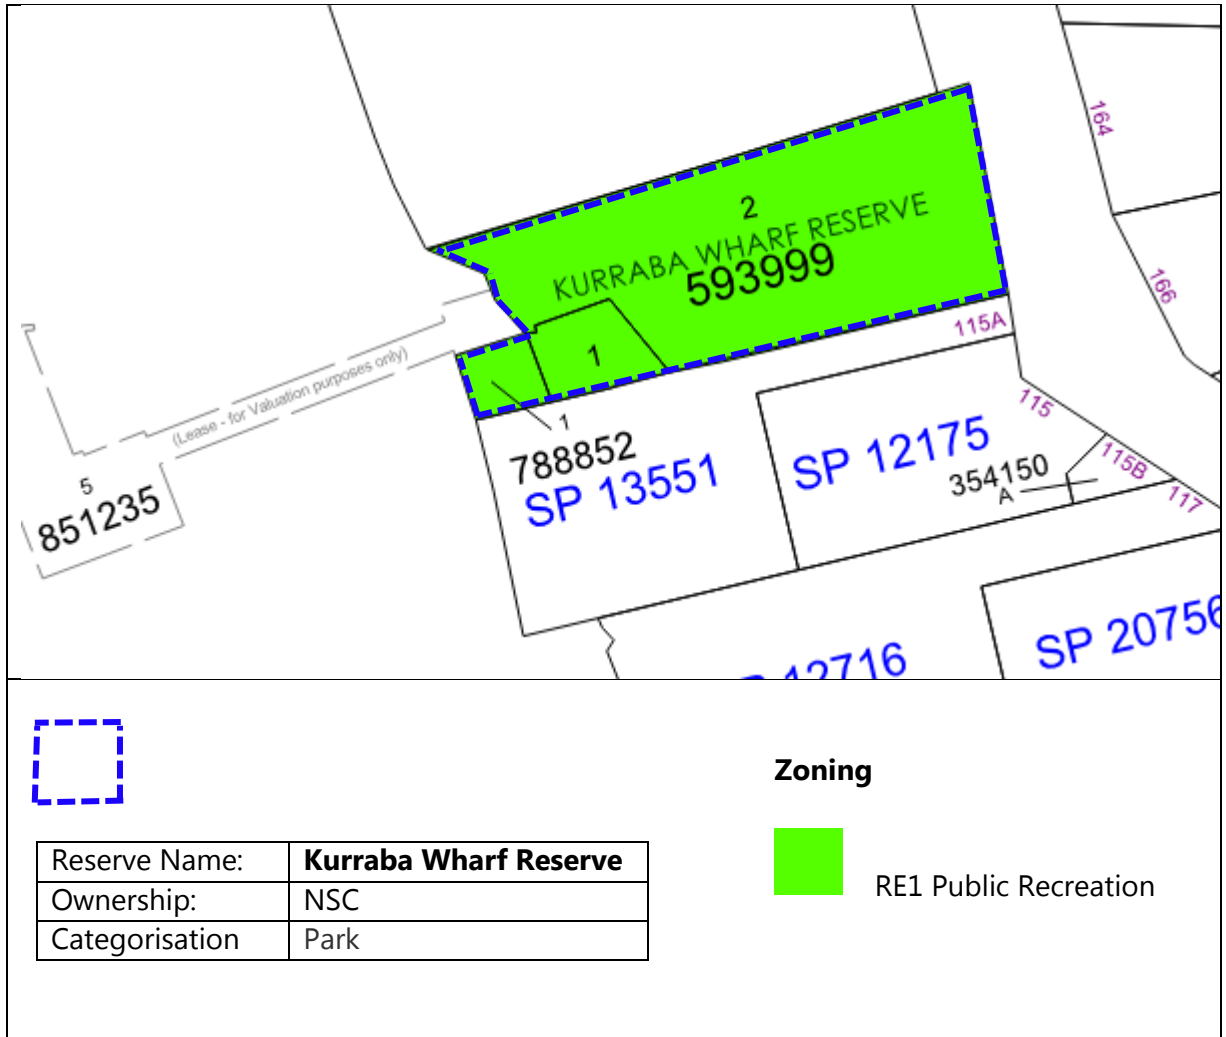 164
2
KURRABA WHARF RESERVE
593999
166
115A
1
(Lease - for Valuation purposes only)
115
1
788852
SP 13551
SP 12175
354150
A
115B
117
5
851235
12716
SP 20756
Zoning
RE1 Public Recreation
Reserve Name: Kurraba Wharf Reserve
Ownership: NSC
Categorisation Park